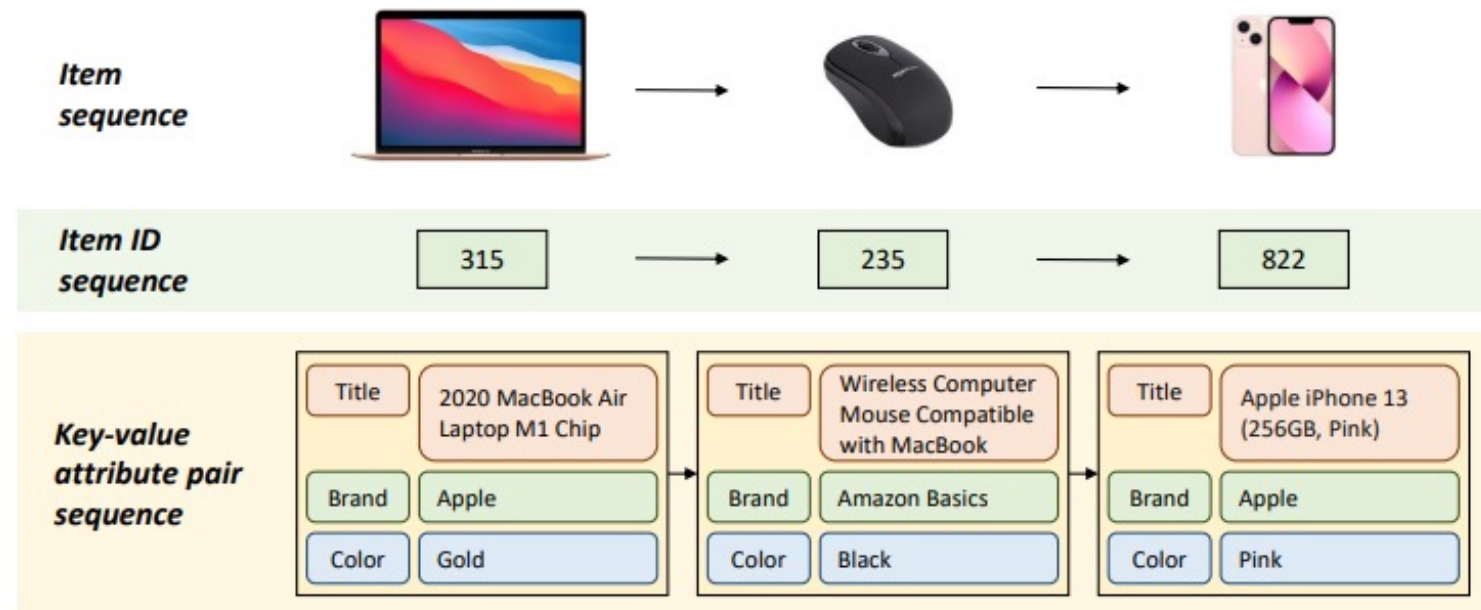 Item
sequence
Item ID
sequence
315
235
822
Key-value
attribute pair
sequence
Title
2020 MacBook Air
Laptop M1 Chip
Brand
Apple
Color
Gold
Title
Wireless Computer
Mouse Compatible
with MacBook
Brand
Amazon Basics
Color
Black
Title
Apple iPhone 13
(256GB, Pink)
Brand
Apple
Color
Pink